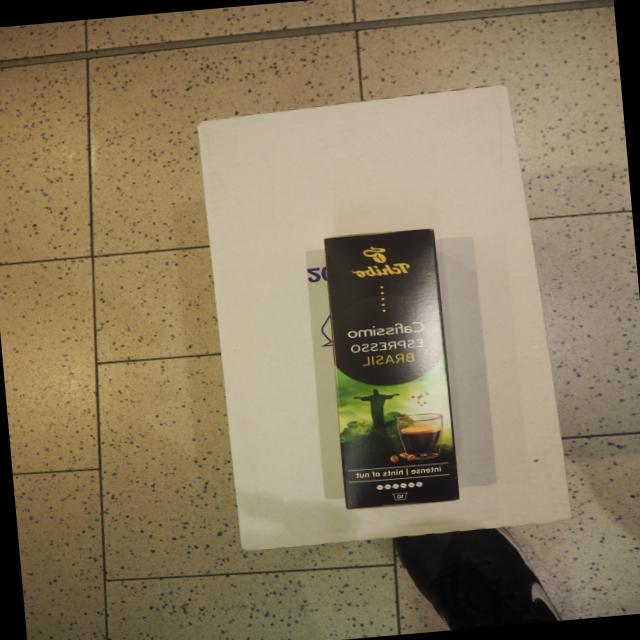 Tchibo
Cafissimo
ESPRESSO
BRASIL
intense | hints of nut
10